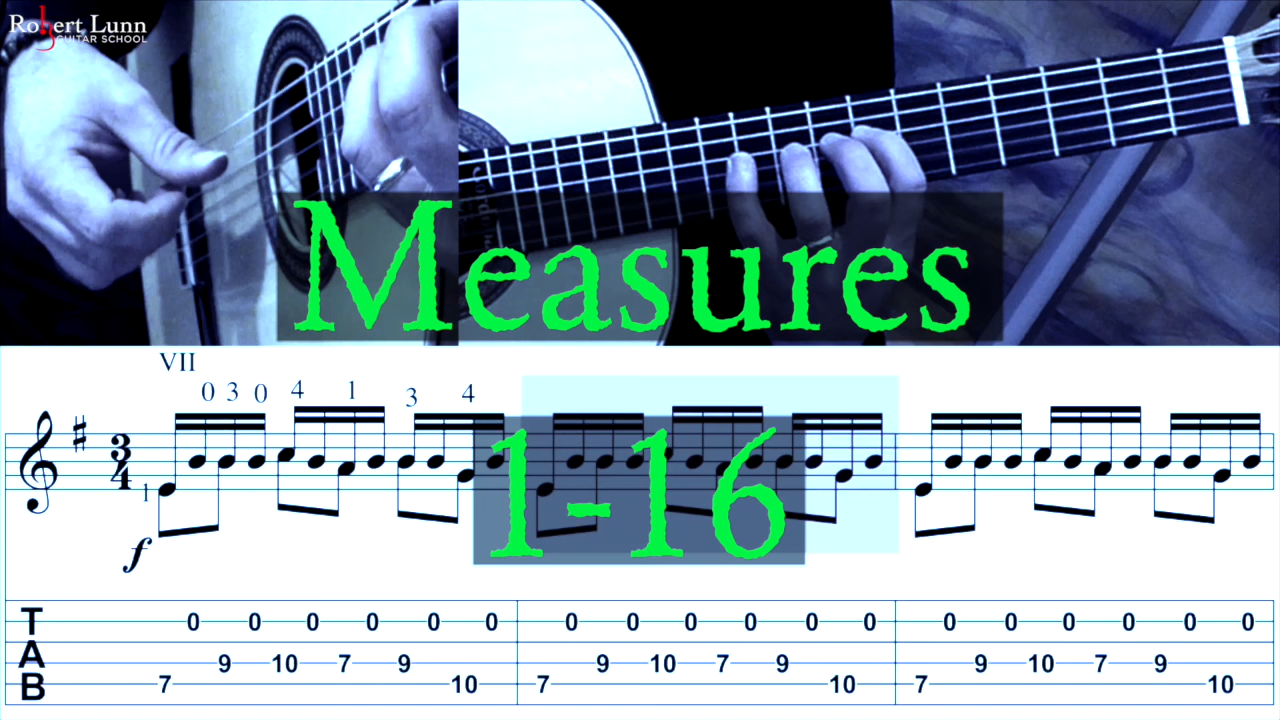 Robert Lunn
GUITAR SCHOOL
Measures
VII
0 3 0 4 1 3 4
3
4
1
1-16
f
T
A
B
0 0 0 0 0 0 0 0 0 0 0 0 0 0 0 0 0 0
9 10 7 9 9 10 7 9 9 10 7 9
7 10 7 10 7 10